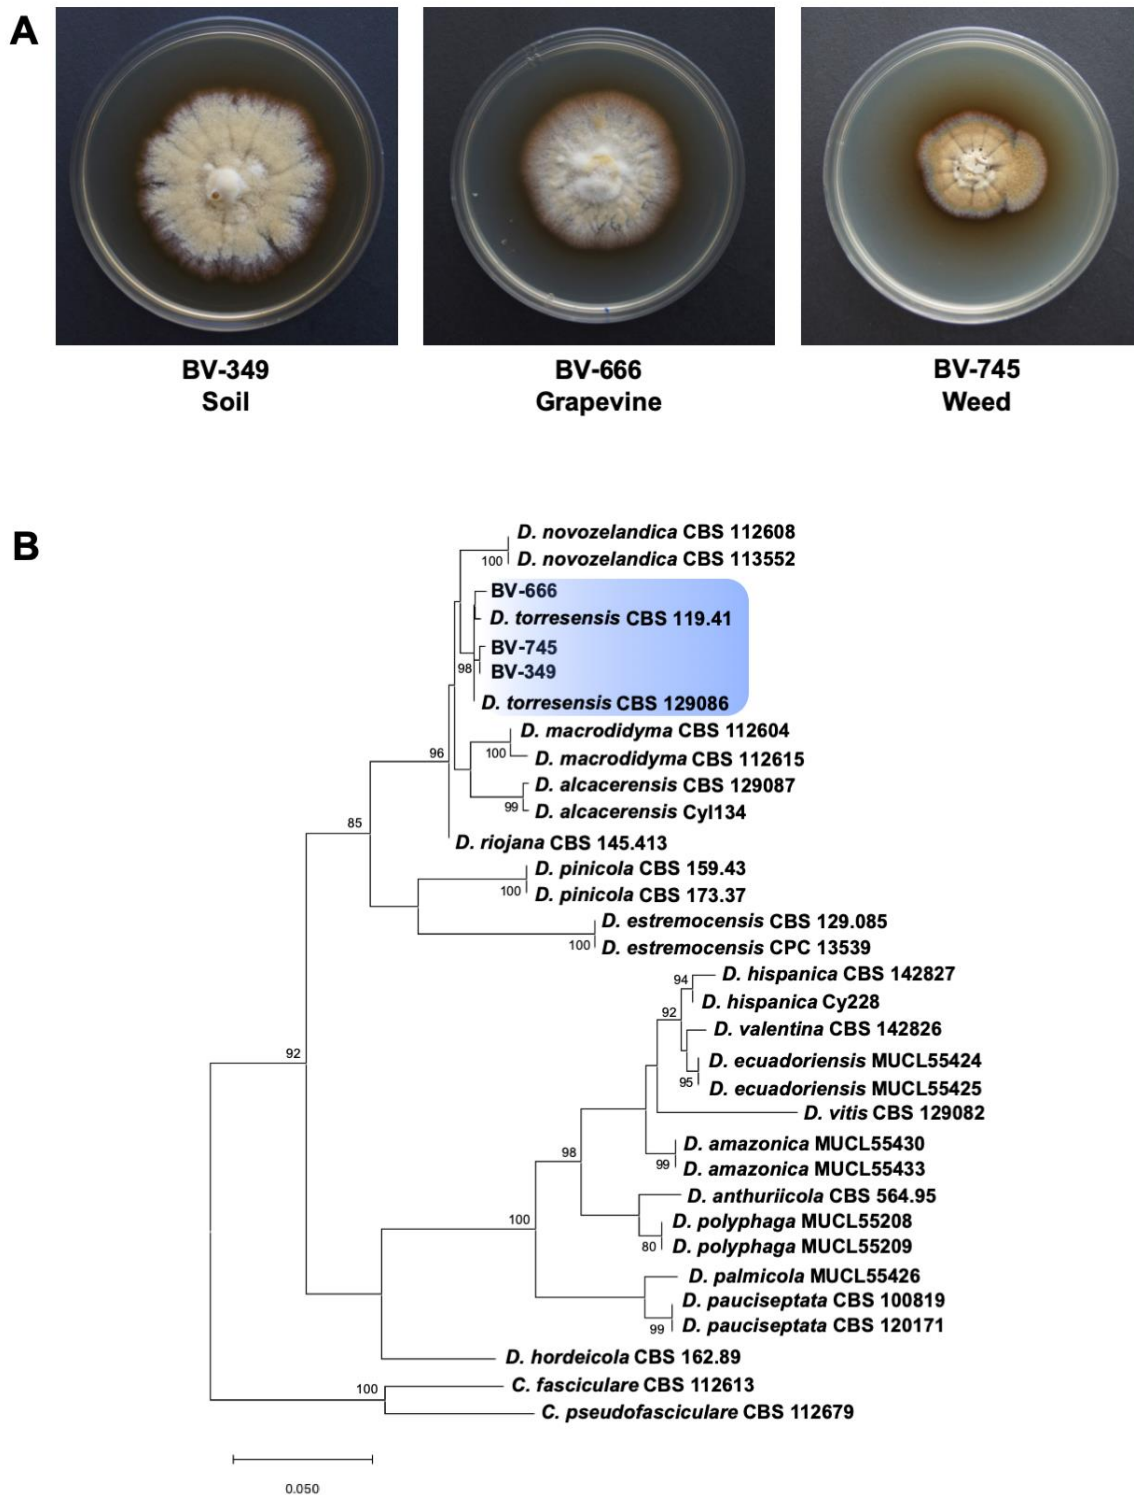 A
BV-349
Soil
BV-666
Grapevine
BV-745
Weed
B
D. novozelandica CBS 112608
100
D. novozelandica CBS 113552
BV-666
D. torresensis CBS 119.41
BV-745
98
BV-349
D. torresensis CBS 129086
D. macrodidyma CBS 112604
96
100
D. macrodidyma CBS 112615
D. alcacerensis CBS 129087
99
D. alcacerensis Cyl134
85
D. riojana CBS 145.413
D. pinicola CBS 159.43
100
D. pinicola CBS 173.37
D. estremocensis CBS 129.085
100
D. estremocensis CPC 13539
94
D. hispanica CBS 142827
D. hispanica Cy228
92
D. valentina CBS 142826
92
D. ecuadoriensis MUCL55424
95
D. ecuadoriensis MUCL55425
D. vitis CBS 129082
98
D. amazonica MUCL55430
99
D. amazonica MUCL55433
D. anthuriicola CBS 564.95
100
D. polyphaga MUCL55208
80
D. polyphaga MUCL55209
D. palmicola MUCL55426
D. pauciseptata CBS 100819
99
D. pauciseptata CBS 120171
D. hordeicola CBS 162.89
100
C. fasciculare CBS 112613
C. pseudofasciculare CBS 112679
0.050